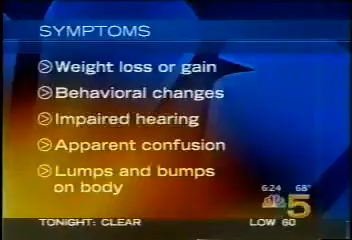 SYMPTOMS
Weight loss or gain
Behavioral changes
Impaired hearing
Apparent confusion
Lumps and bumps
on body
6:24 68°
5
TONIGHT: CLEAR LOW 60